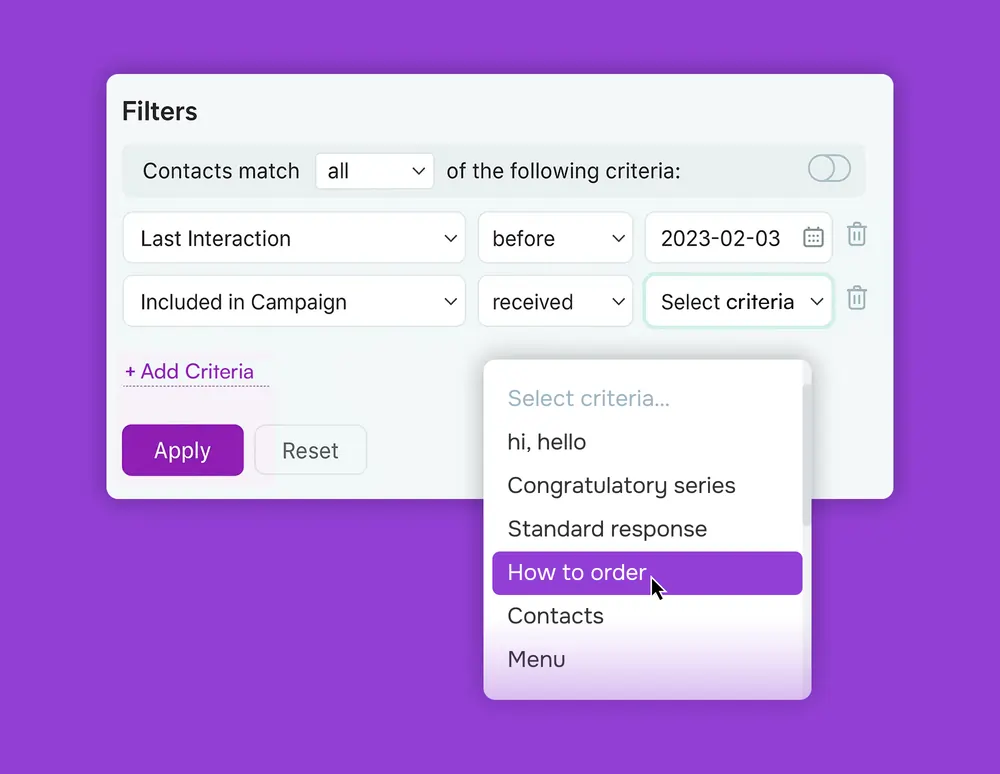 Filters
Contacts match all of the following criteria:
Last Interaction before 2023-02-03
Included in Campaign received Select criteria
+ Add Criteria
Apply Reset
Select criteria...
hi, hello
Congratulatory series
Standard response
How to order
Contacts
Menu